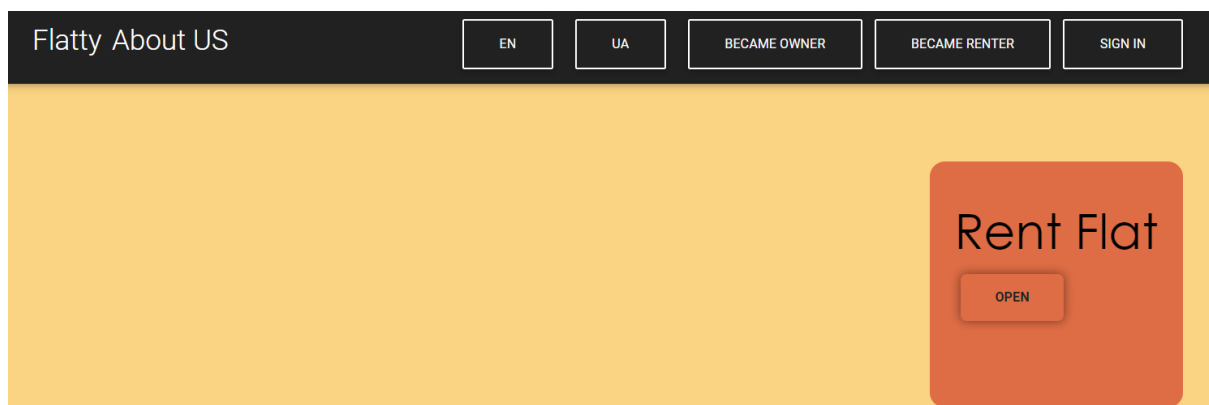 Flatty About US EN UA BECAME OWNER BECAME RENTER SIGN IN
Rent Flat
OPEN